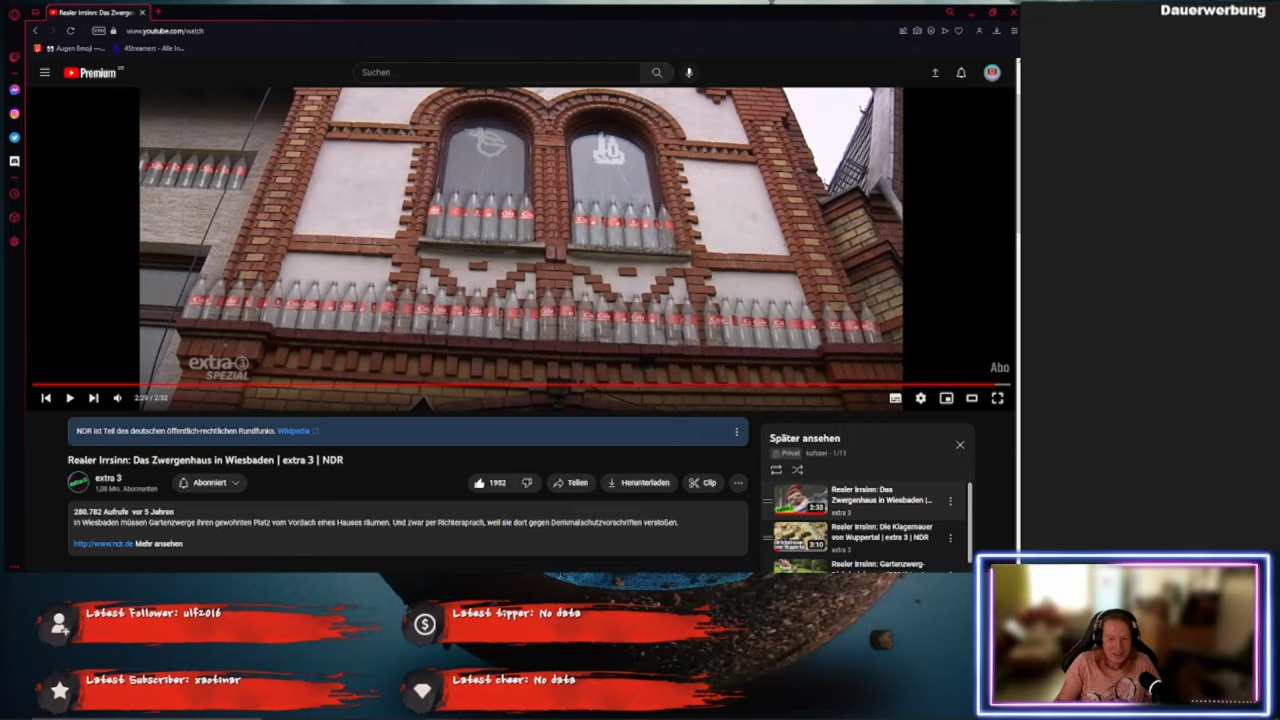 Dauerwerbung
Realer Irrsinn: Das Zwerge
www.youtube.com/watch
Augen Emoji
4Streamers - Alle In...
Premium DE
Suchen
extra 3
SPEZIAL
Abo
2:29 / 2:32
NDR ist Teil des deutschen öffentlich-rechtlichen Rundfunks. Wikipedia
Realer Irrsinn: Das Zwergenhaus in Wiesbaden | extra 3 | NDR
extra 3
1,08 Mio. Abonnenten
Abonniert
1952
Teilen
Herunterladen
Clip
280.782 Aufrufe vor 5 Jahren
In Wiesbaden müssen Gartenzwerge ihren gewohnten Platz vom Vordach eines Hauses räumen. Und zwar per Richterspruch, weil sie dort gegen Denkmalschutzvorschriften verstoßen.
http://www.ndr.de Mehr ansehen
Später ansehen
Privat kufozei - 1/11
2:33
Realer Irrsinn: Das
Zwergenhaus in Wiesbaden |...
extra 3
3:10
Realer Irrsinn: Die Klagemauer
von Wuppertal | extra 3 | NDR
extra 3
Realer Irrsinn: Gartenzwerg-
Latest Follower: ulf2016
Latest tipper: No data
Latest Subscriber: xaotinar
Latest cheer: No data